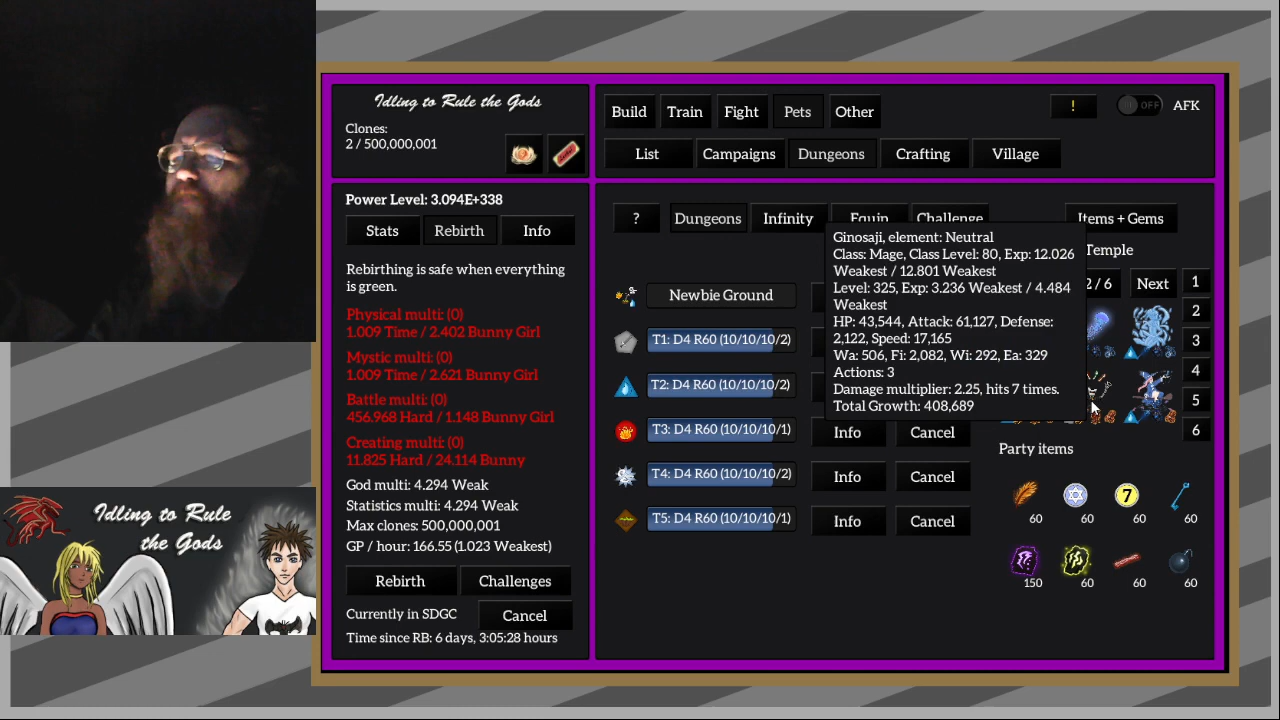 Idling to Rule the Gods
Clones:
2 / 500,000,001
Build
Train
Fight
Pets
Other
!
OFF
AFK
List
Campaigns
Dungeons
Crafting
Village
Power Level: 3.094E+338
Stats
Rebirth
Info
Rebirthing is safe when everything
is green.
Physical multi: (0)
1.009 Time / 2.402 Bunny Girl
Mystic multi: (0)
1.009 Time / 2.621 Bunny Girl
Battle multi: (0)
456.968 Hard / 1.148 Bunny Girl
Creating multi: (0)
11.825 Hard / 24.114 Bunny
God multi: 4.294 Weak
Statistics multi: 4.294 Weak
Max clones: 500,000,001
GP / hour: 166.55 (1.023 Weakest)
Rebirth
Challenges
Currently in SDGC
Cancel
Time since RB: 6 days, 3:05:28 hours
?
Dungeons
Infinity
Equip
Challenge
Items + Gems
Temple
2 / 6
Next
1
2
3
4
5
6
Newbie Ground
T1: D4 R60 (10/10/10/2)
T2: D4 R60 (10/10/10/2)
T3: D4 R60 (10/10/10/1)
Info
Cancel
T4: D4 R60 (10/10/10/2)
Info
Cancel
T5: D4 R60 (10/10/10/1)
Info
Cancel
Ginosaji, element: Neutral
Class: Mage, Class Level: 80, Exp: 12.026
Weakest / 12.801 Weakest
Level: 325, Exp: 3.236 Weakest / 4.484
Weakest
HP: 43,544, Attack: 61,127, Defense:
2,122, Speed: 17,165
Wa: 506, Fi: 2,082, Wi: 292, Ea: 329
Actions: 3
Damage multiplier: 2.25, hits 7 times.
Total Growth: 408,689
Party items
7
60
60
60
60
150
60
60
60
Idling to Rule
the Gods